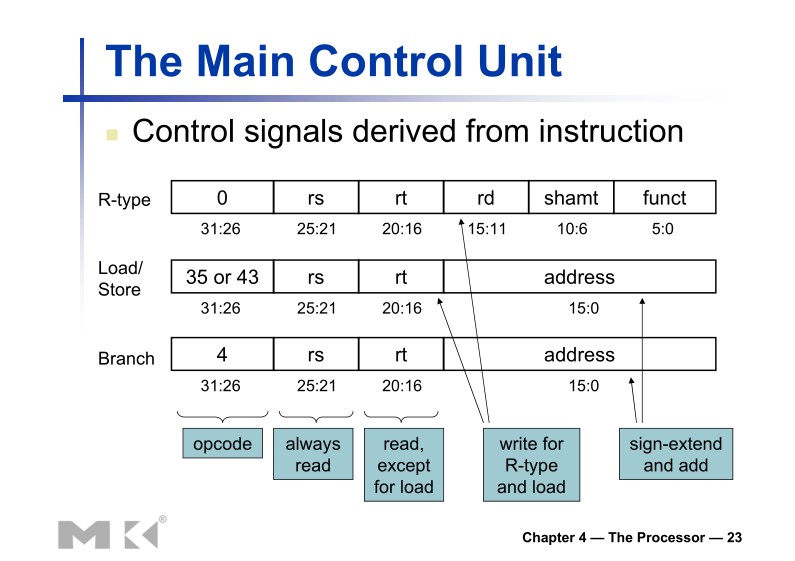 The Main Control Unit
Control signals derived from instruction
R-type 0 rs rt rd shamt funct
31:26 25:21 20:16 15:11 10:6 5:0
Load/
Store
35 or 43 rs rt address
31:26 25:21 20:16 15:0
Branch 4 rs rt address
31:26 25:21 20:16 15:0
opcode
always
read
read,
except
for load
write for
R-type
and load
sign-extend
and add
MK®
Chapter 4 — The Processor — 23